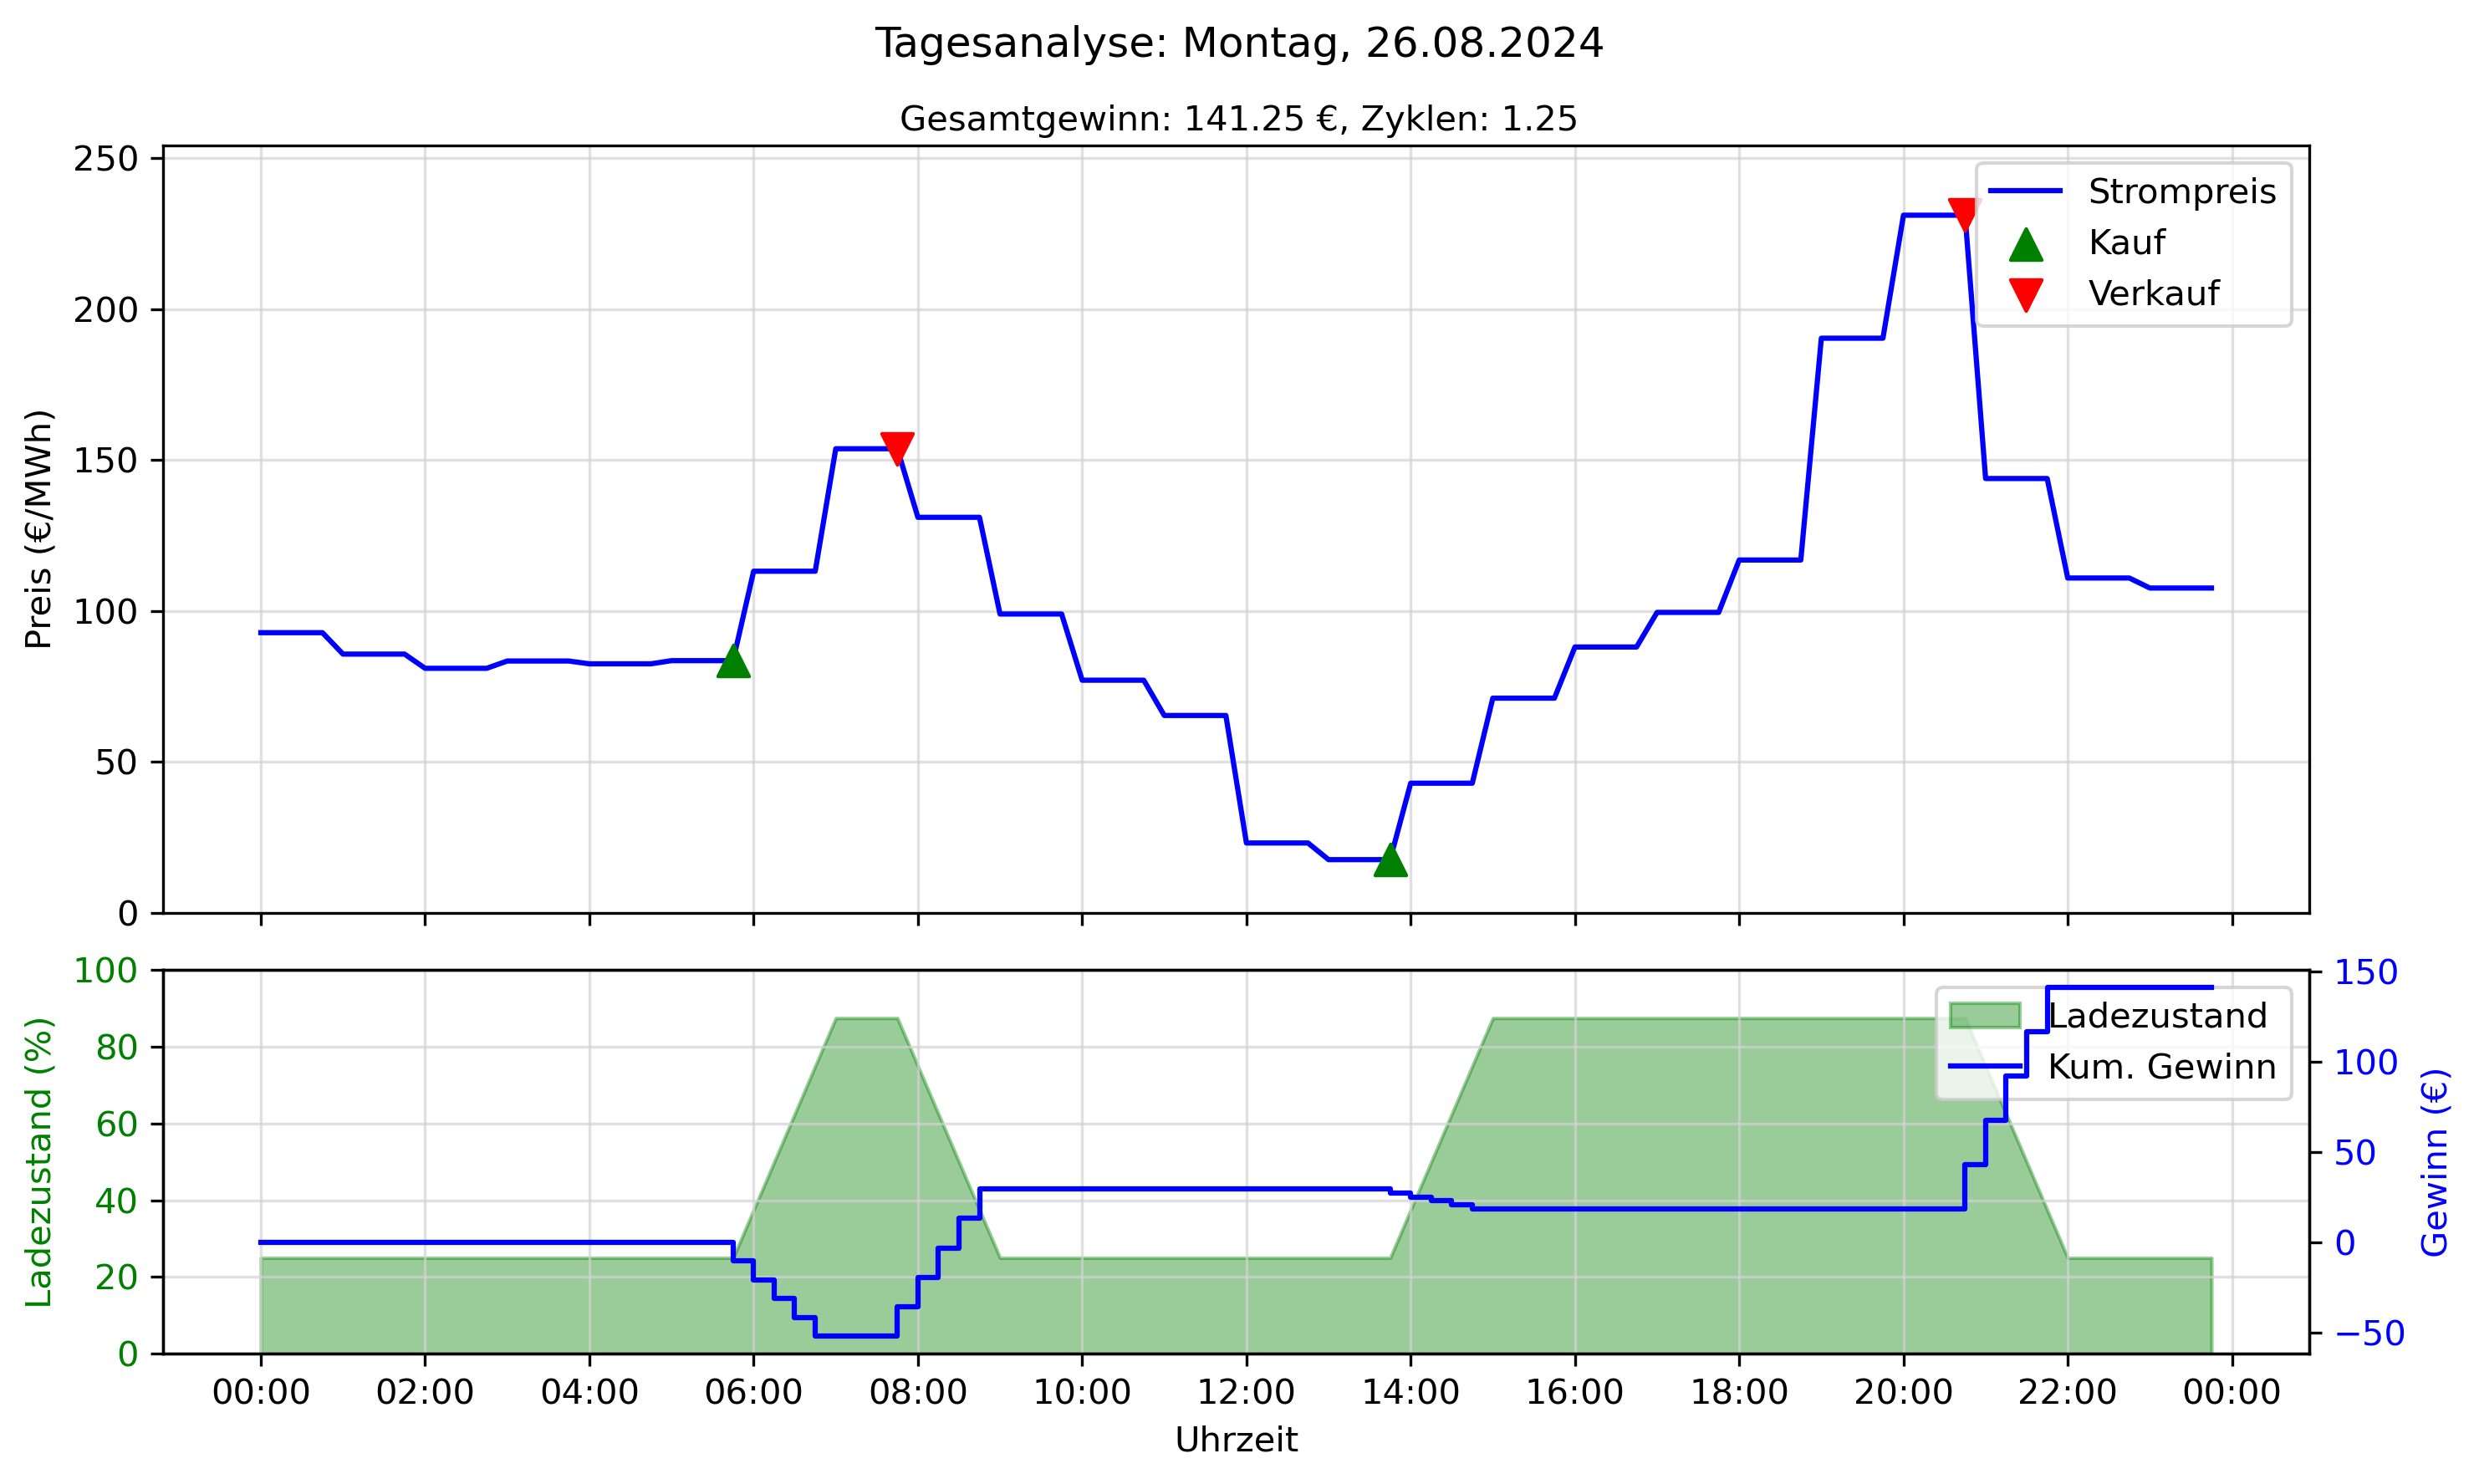 Tagesanalyse: Montag, 26.08.2024
Gesamtgewinn: 141.25 €, Zyklen: 1.25
Preis (€/MWh)
250
200
150
100
50
0
Strompreis
Kauf
Verkauf
Ladezustand (%)
100
80
60
40
20
0
Ladezustand
Kum. Gewinn
150
100
50
0
−50
Gewinn (€)
00:00 02:00 04:00 06:00 08:00 10:00 12:00 14:00 16:00 18:00 20:00 22:00 00:00
Uhrzeit